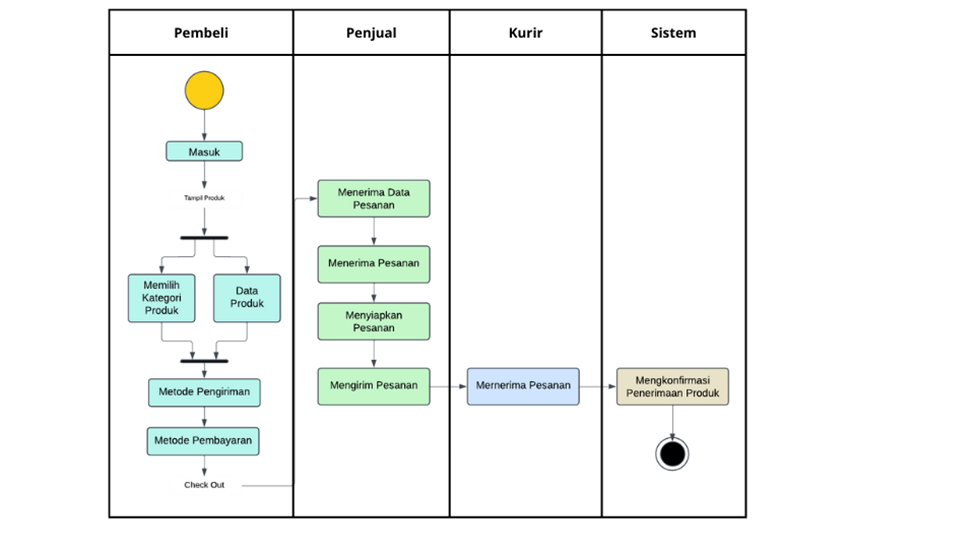 Pembeli
Penjual
Kurir
Sistem
Masuk
Tampil Produk
Memilih
Kategori
Produk
Data
Produk
Metode Pengiriman
Metode Pembayaran
Check Out
Menerima Data
Pesanan
Menerima Pesanan
Menyiapkan
Pesanan
Mengirim Pesanan
Mernerima Pesanan
Mengkonfirmasi
Penerimaan Produk